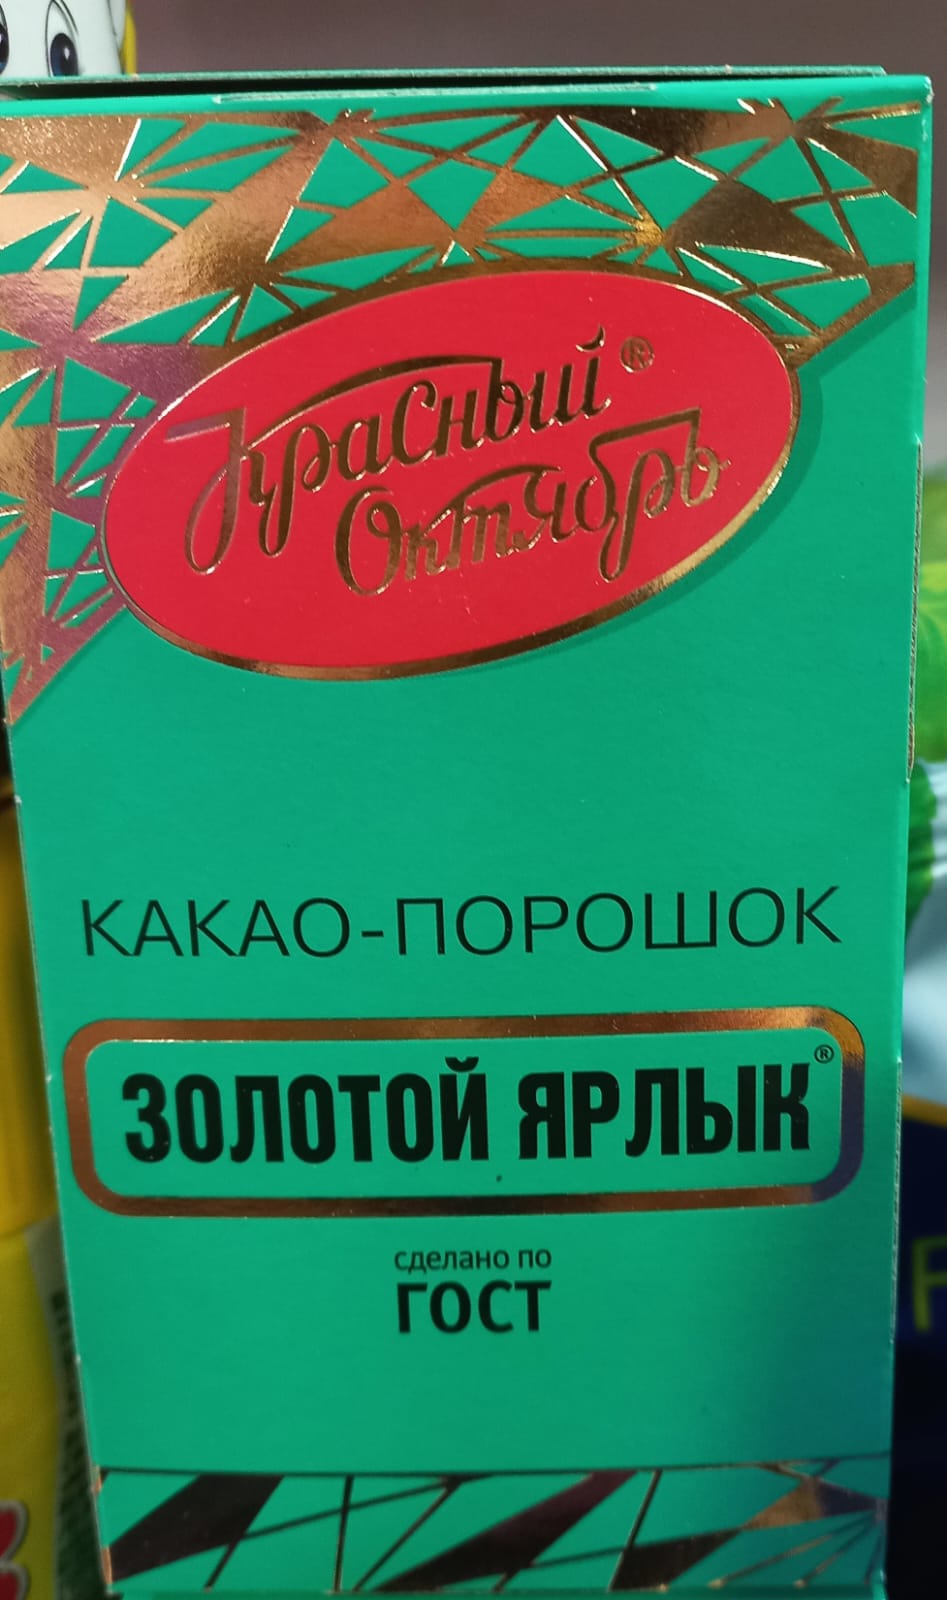 Красный®
Октябрь
КАКАО-ПОРОШОК
ЗОЛОТОЙ ЯРЛЫК®
сделано по
ГОСТ